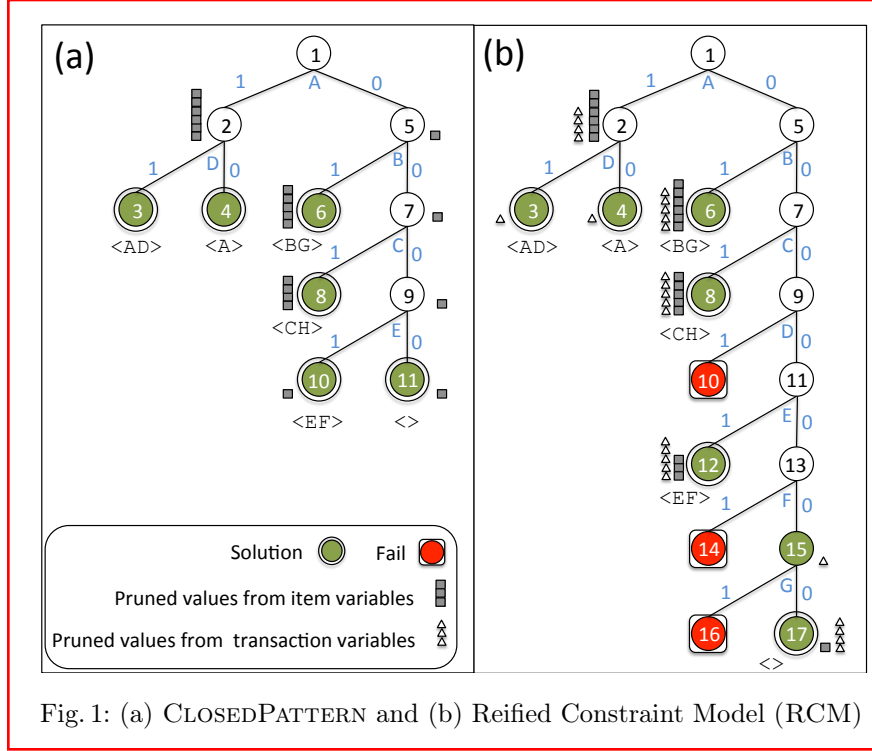 (a)
1
1
A
0
2
5
1
D
0
1
B
0
3
4
6
7
<AD>
<A>
<BG>
1
C
0
8
9
<CH>
1
E
0
10
11
<EF>
<>
Solution
Fail
Pruned values from item variables
Pruned values from transaction variables
(b)
1
1
A
0
2
5
1
D
0
1
B
0
3
4
6
7
<AD>
<A>
<BG>
1
C
0
8
9
<CH>
1
D
0
10
11
1
E
0
12
13
<EF>
1
F
0
14
15
1
G
0
16
17
<>
Fig. 1: (a) CLOSEDPATTERN and (b) Reified Constraint Model (RCM)